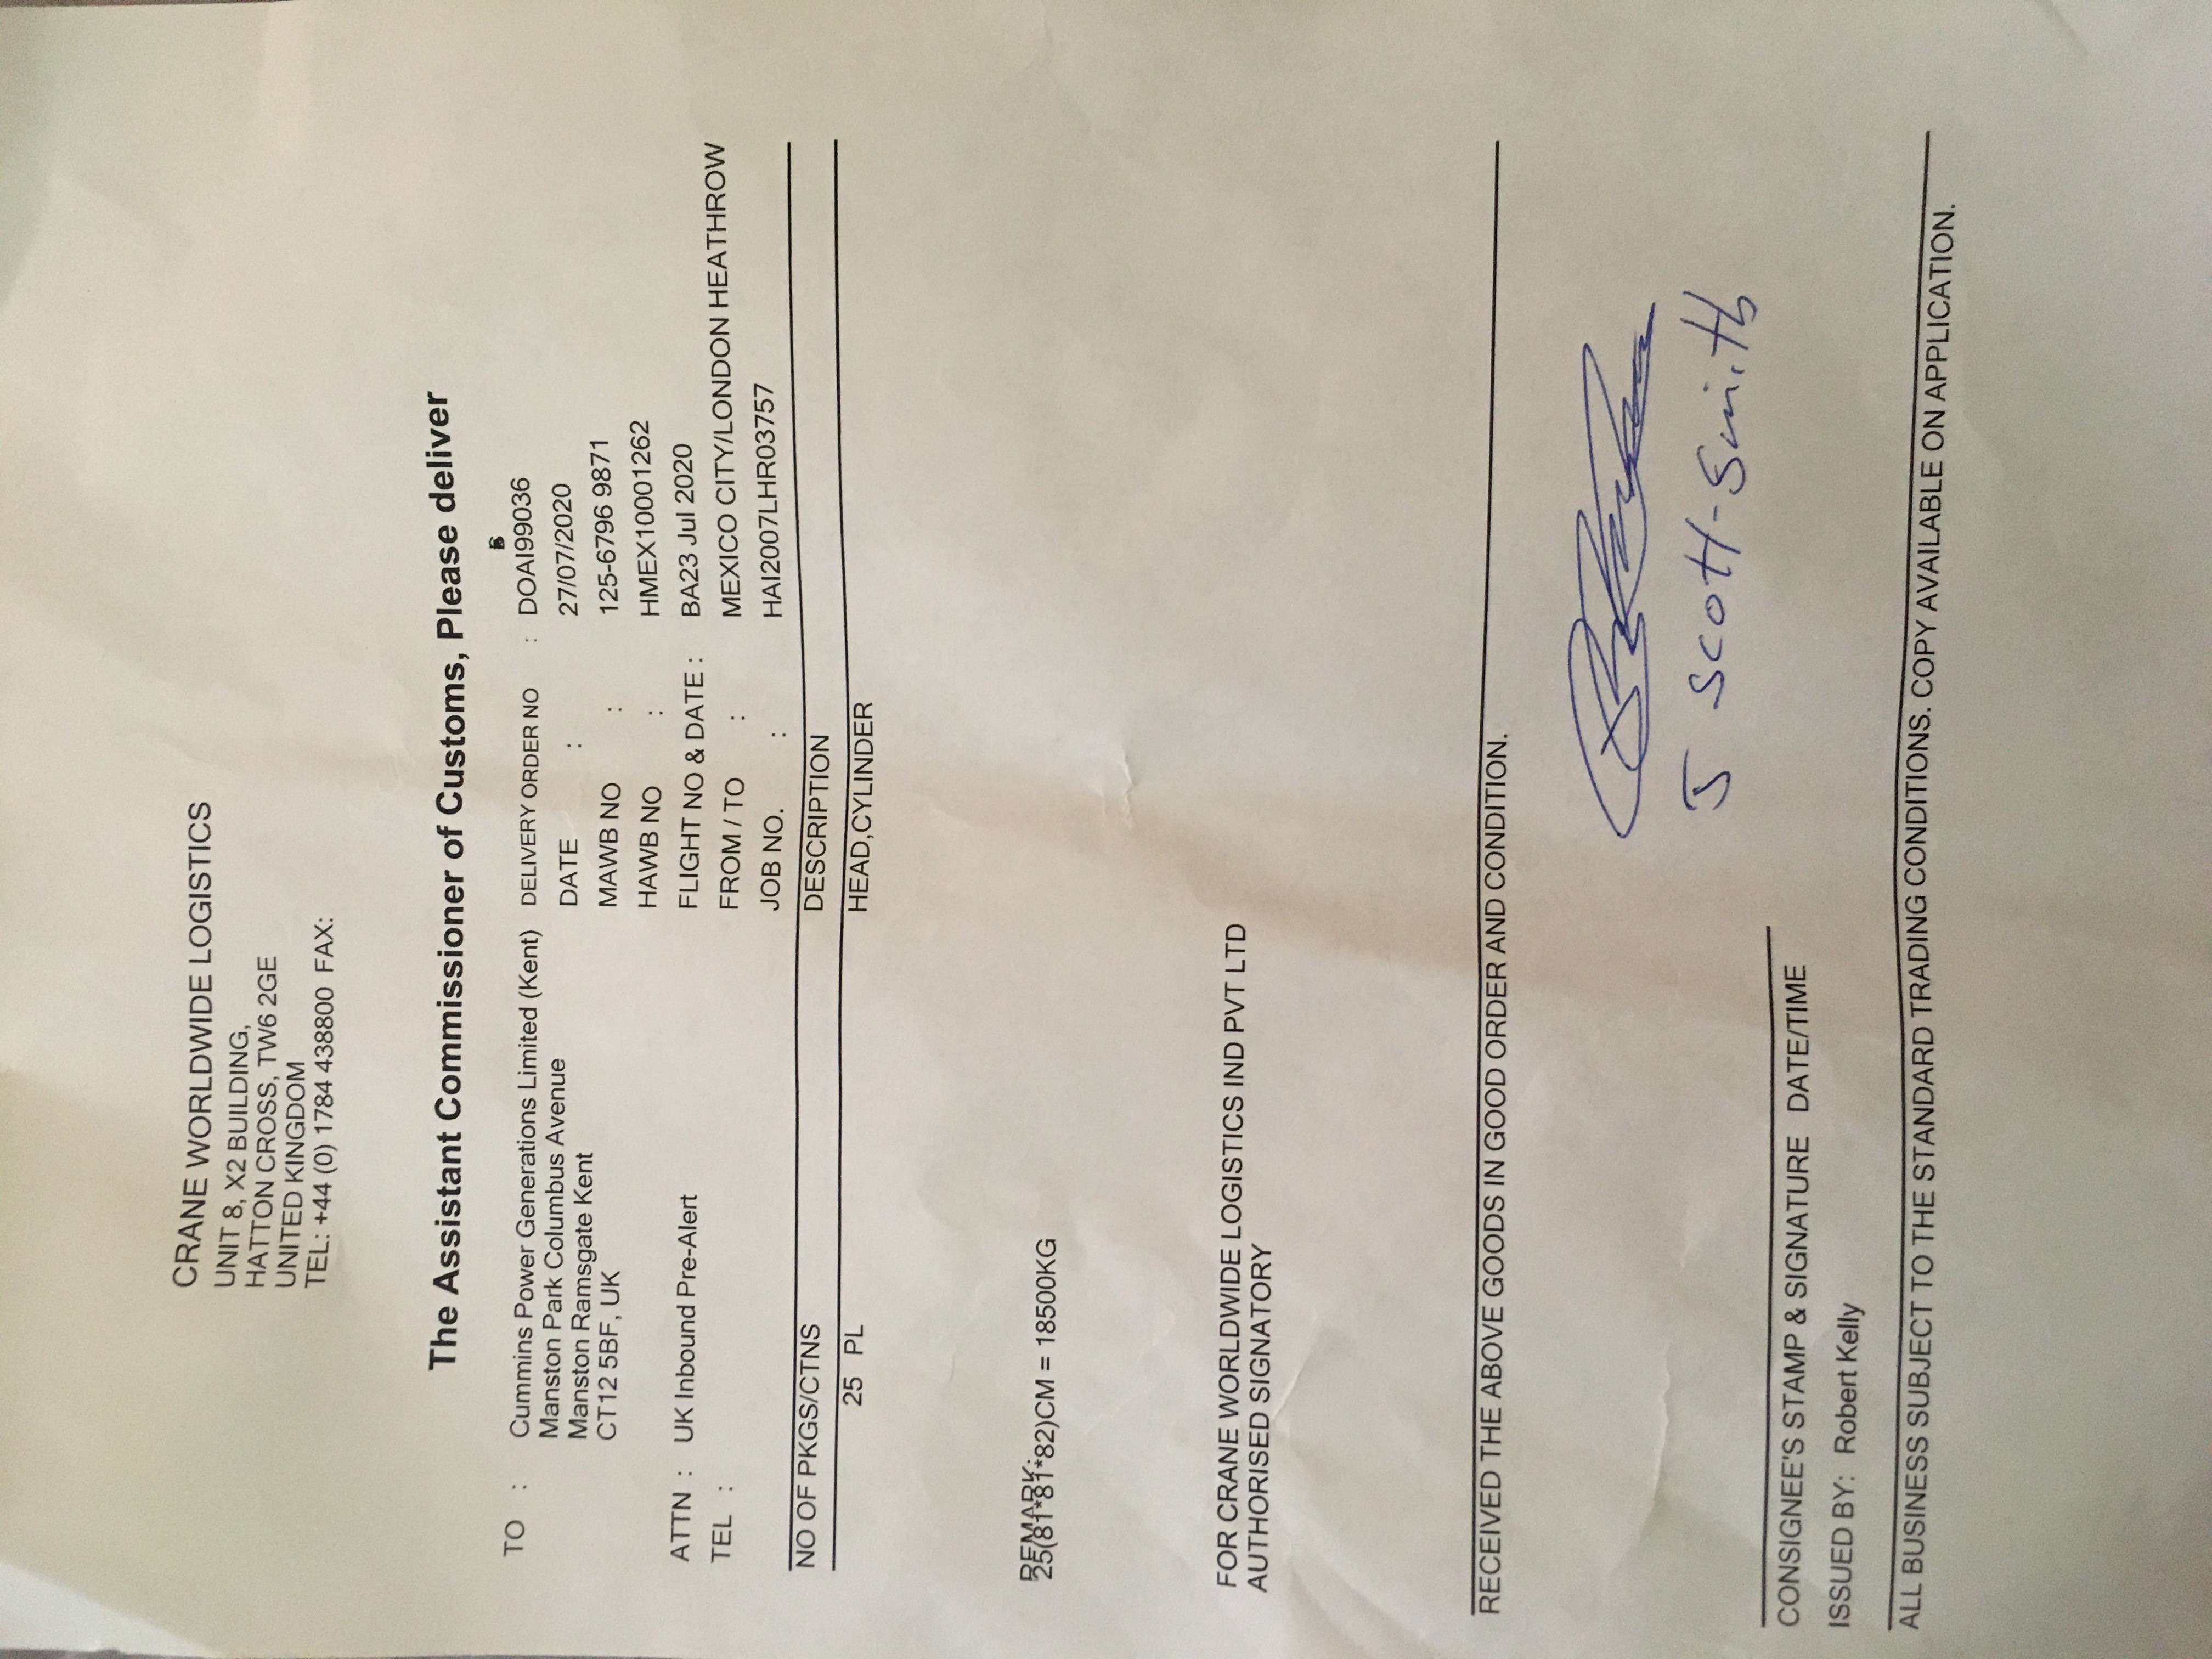 CRANE WORLDWIDE LOGISTICS
UNIT 8, X2 BUILDING,
HATTON CROSS, TW6 2GE
UNITED KINGDOM
TEL: +44 (0) 1784 438800 FAX:
The Assistant Commissioner of Customs, Please deliver
TO : Cummins Power Generations Limited (Kent)
Manston Park Columbus Avenue
Manston Ramsgate Kent
CT12 5BF, UK
ATTN : UK Inbound Pre-Alert
TEL :
DELIVERY ORDER NO : DOAI99036
DATE : 27/07/2020
MAWB NO : 125-6796 9871
HAWB NO : HMEX10001262
FLIGHT NO & DATE : BA23 Jul 2020
FROM / TO : MEXICO CITY/LONDON HEATHROW
JOB NO. : HAI2007LHR03757
NO OF PKGS/CTNS DESCRIPTION
25 PL HEAD,CYLINDER
REMARK:
25(81*81*82)CM = 18500KG
FOR CRANE WORLDWIDE LOGISTICS IND PVT LTD
AUTHORISED SIGNATORY
RECEIVED THE ABOVE GOODS IN GOOD ORDER AND CONDITION.
J Scott-Smith
CONSIGNEE'S STAMP & SIGNATURE DATE/TIME
ISSUED BY: Robert Kelly
ALL BUSINESS SUBJECT TO THE STANDARD TRADING CONDITIONS. COPY AVAILABLE ON APPLICATION.